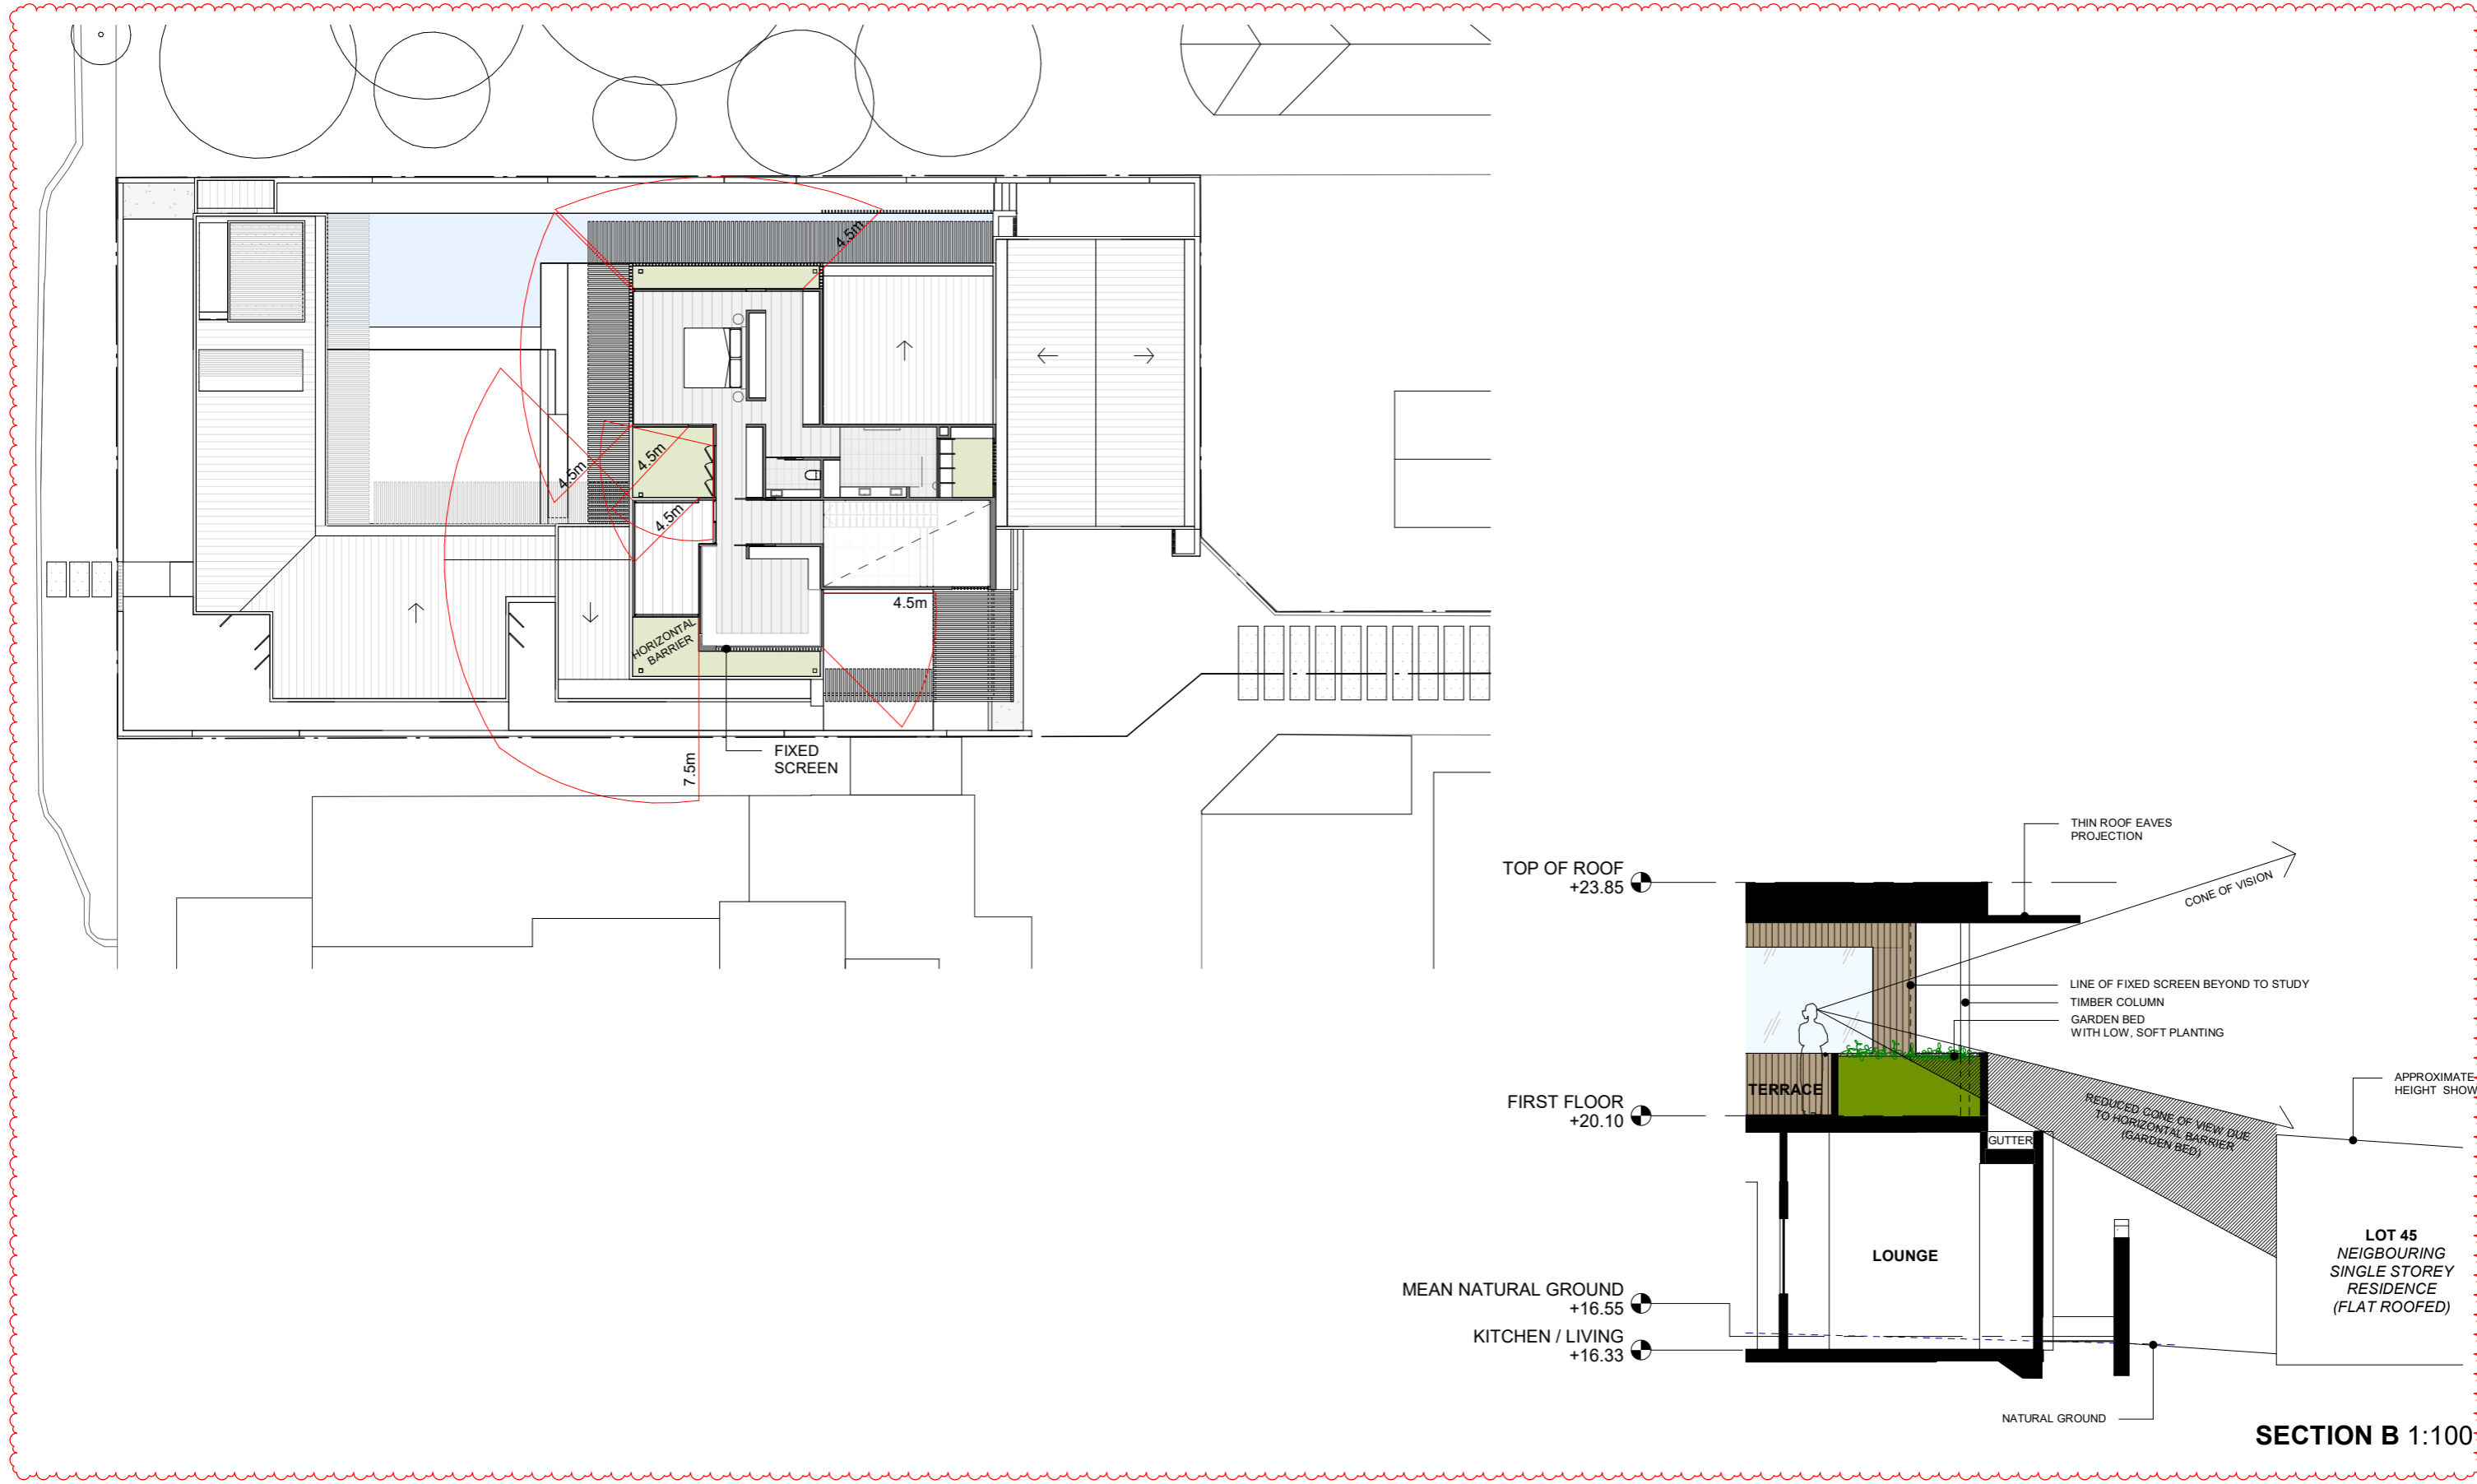 4.5m
4.5m
4.5m
4.5m
4.5m
HORIZONTAL
BARRIER
FIXED
SCREEN
7.5m
THIN ROOF EAVES
PROJECTION
TOP OF ROOF
+23.85
CONE OF VISION
LINE OF FIXED SCREEN BEYOND TO STUDY
TIMBER COLUMN
GARDEN BED
WITH LOW, SOFT PLANTING
TERRACE
APPROXIMATE
HEIGHT SHOW
FIRST FLOOR
+20.10
REDUCED CONE OF VIEW DUE
TO HORIZONTAL BARRIER
(GARDEN BED)
GUTTER
LOUNGE
LOT 45
NEIGBOURING
SINGLE STOREY
RESIDENCE
(FLAT ROOFED)
MEAN NATURAL GROUND
+16.55
KITCHEN / LIVING
+16.33
NATURAL GROUND
SECTION B 1:100